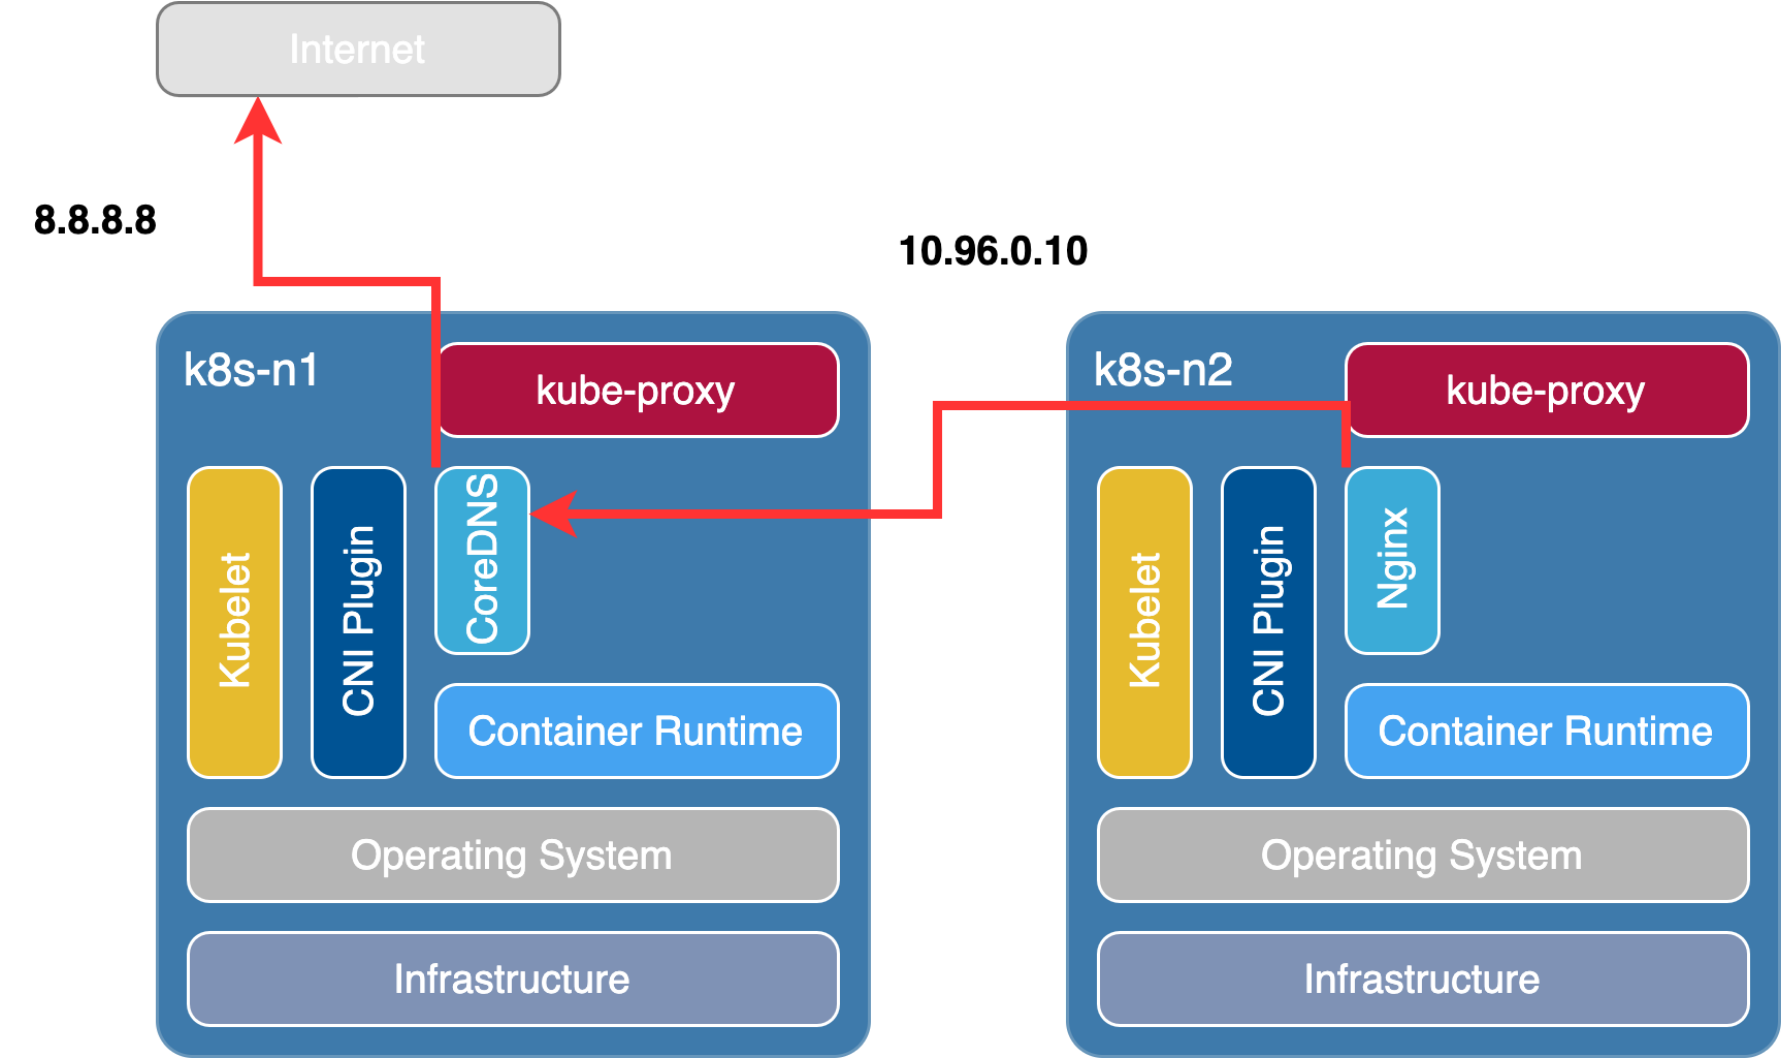 Internet
8.8.8.8
10.96.0.10
k8s-n1
kube-proxy
Kubelet
CNI Plugin
CoreDNS
Container Runtime
Operating System
Infrastructure
k8s-n2
kube-proxy
Kubelet
CNI Plugin
Nginx
Container Runtime
Operating System
Infrastructure